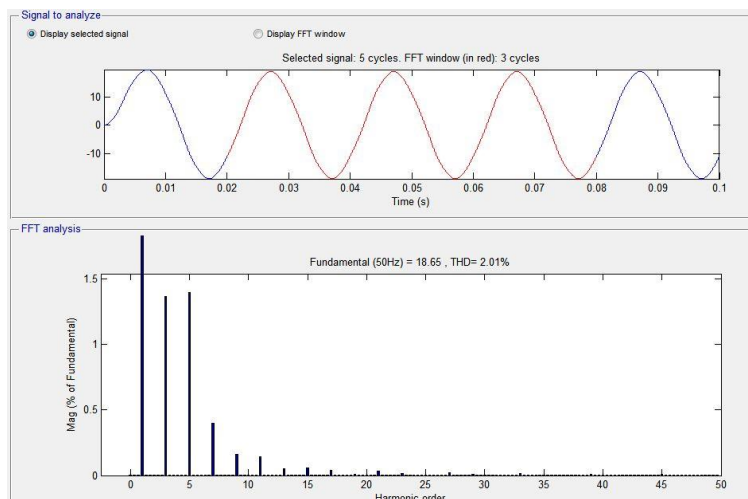 Signal to analyze
Display selected signal
Display FFT window
Selected signal: 5 cycles. FFT window (in red): 3 cycles
10
0
-10
0 0.01 0.02 0.03 0.04 0.05 0.06 0.07 0.08 0.09 0.1
Time (s)
FFT analysis
Fundamental (50Hz) = 18.65 , THD= 2.01%
Mag (% of Fundamental)
1.5
1
0.5
0
0 5 10 15 20 25 30 35 40 45 50
Harmonic order